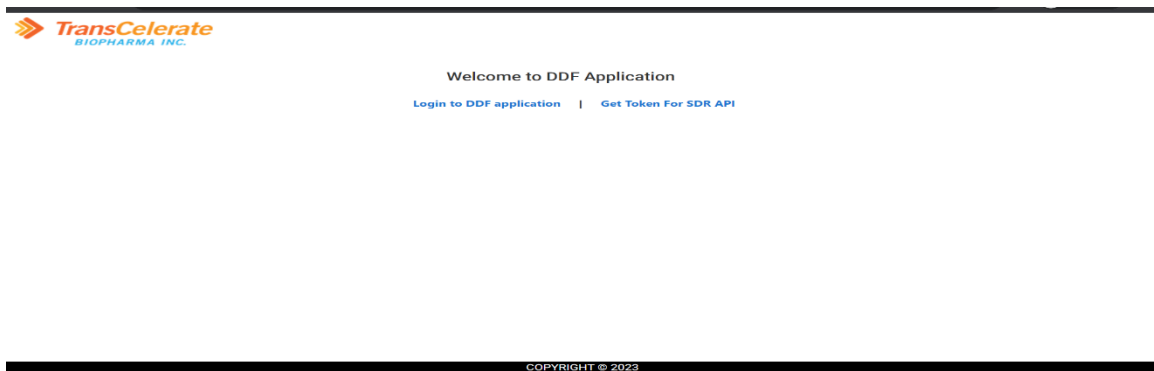 TransCelerate
BIOPHARMA INC.
Welcome to DDF Application
Login to DDF application | Get Token For SDR API
COPYRIGHT © 2023